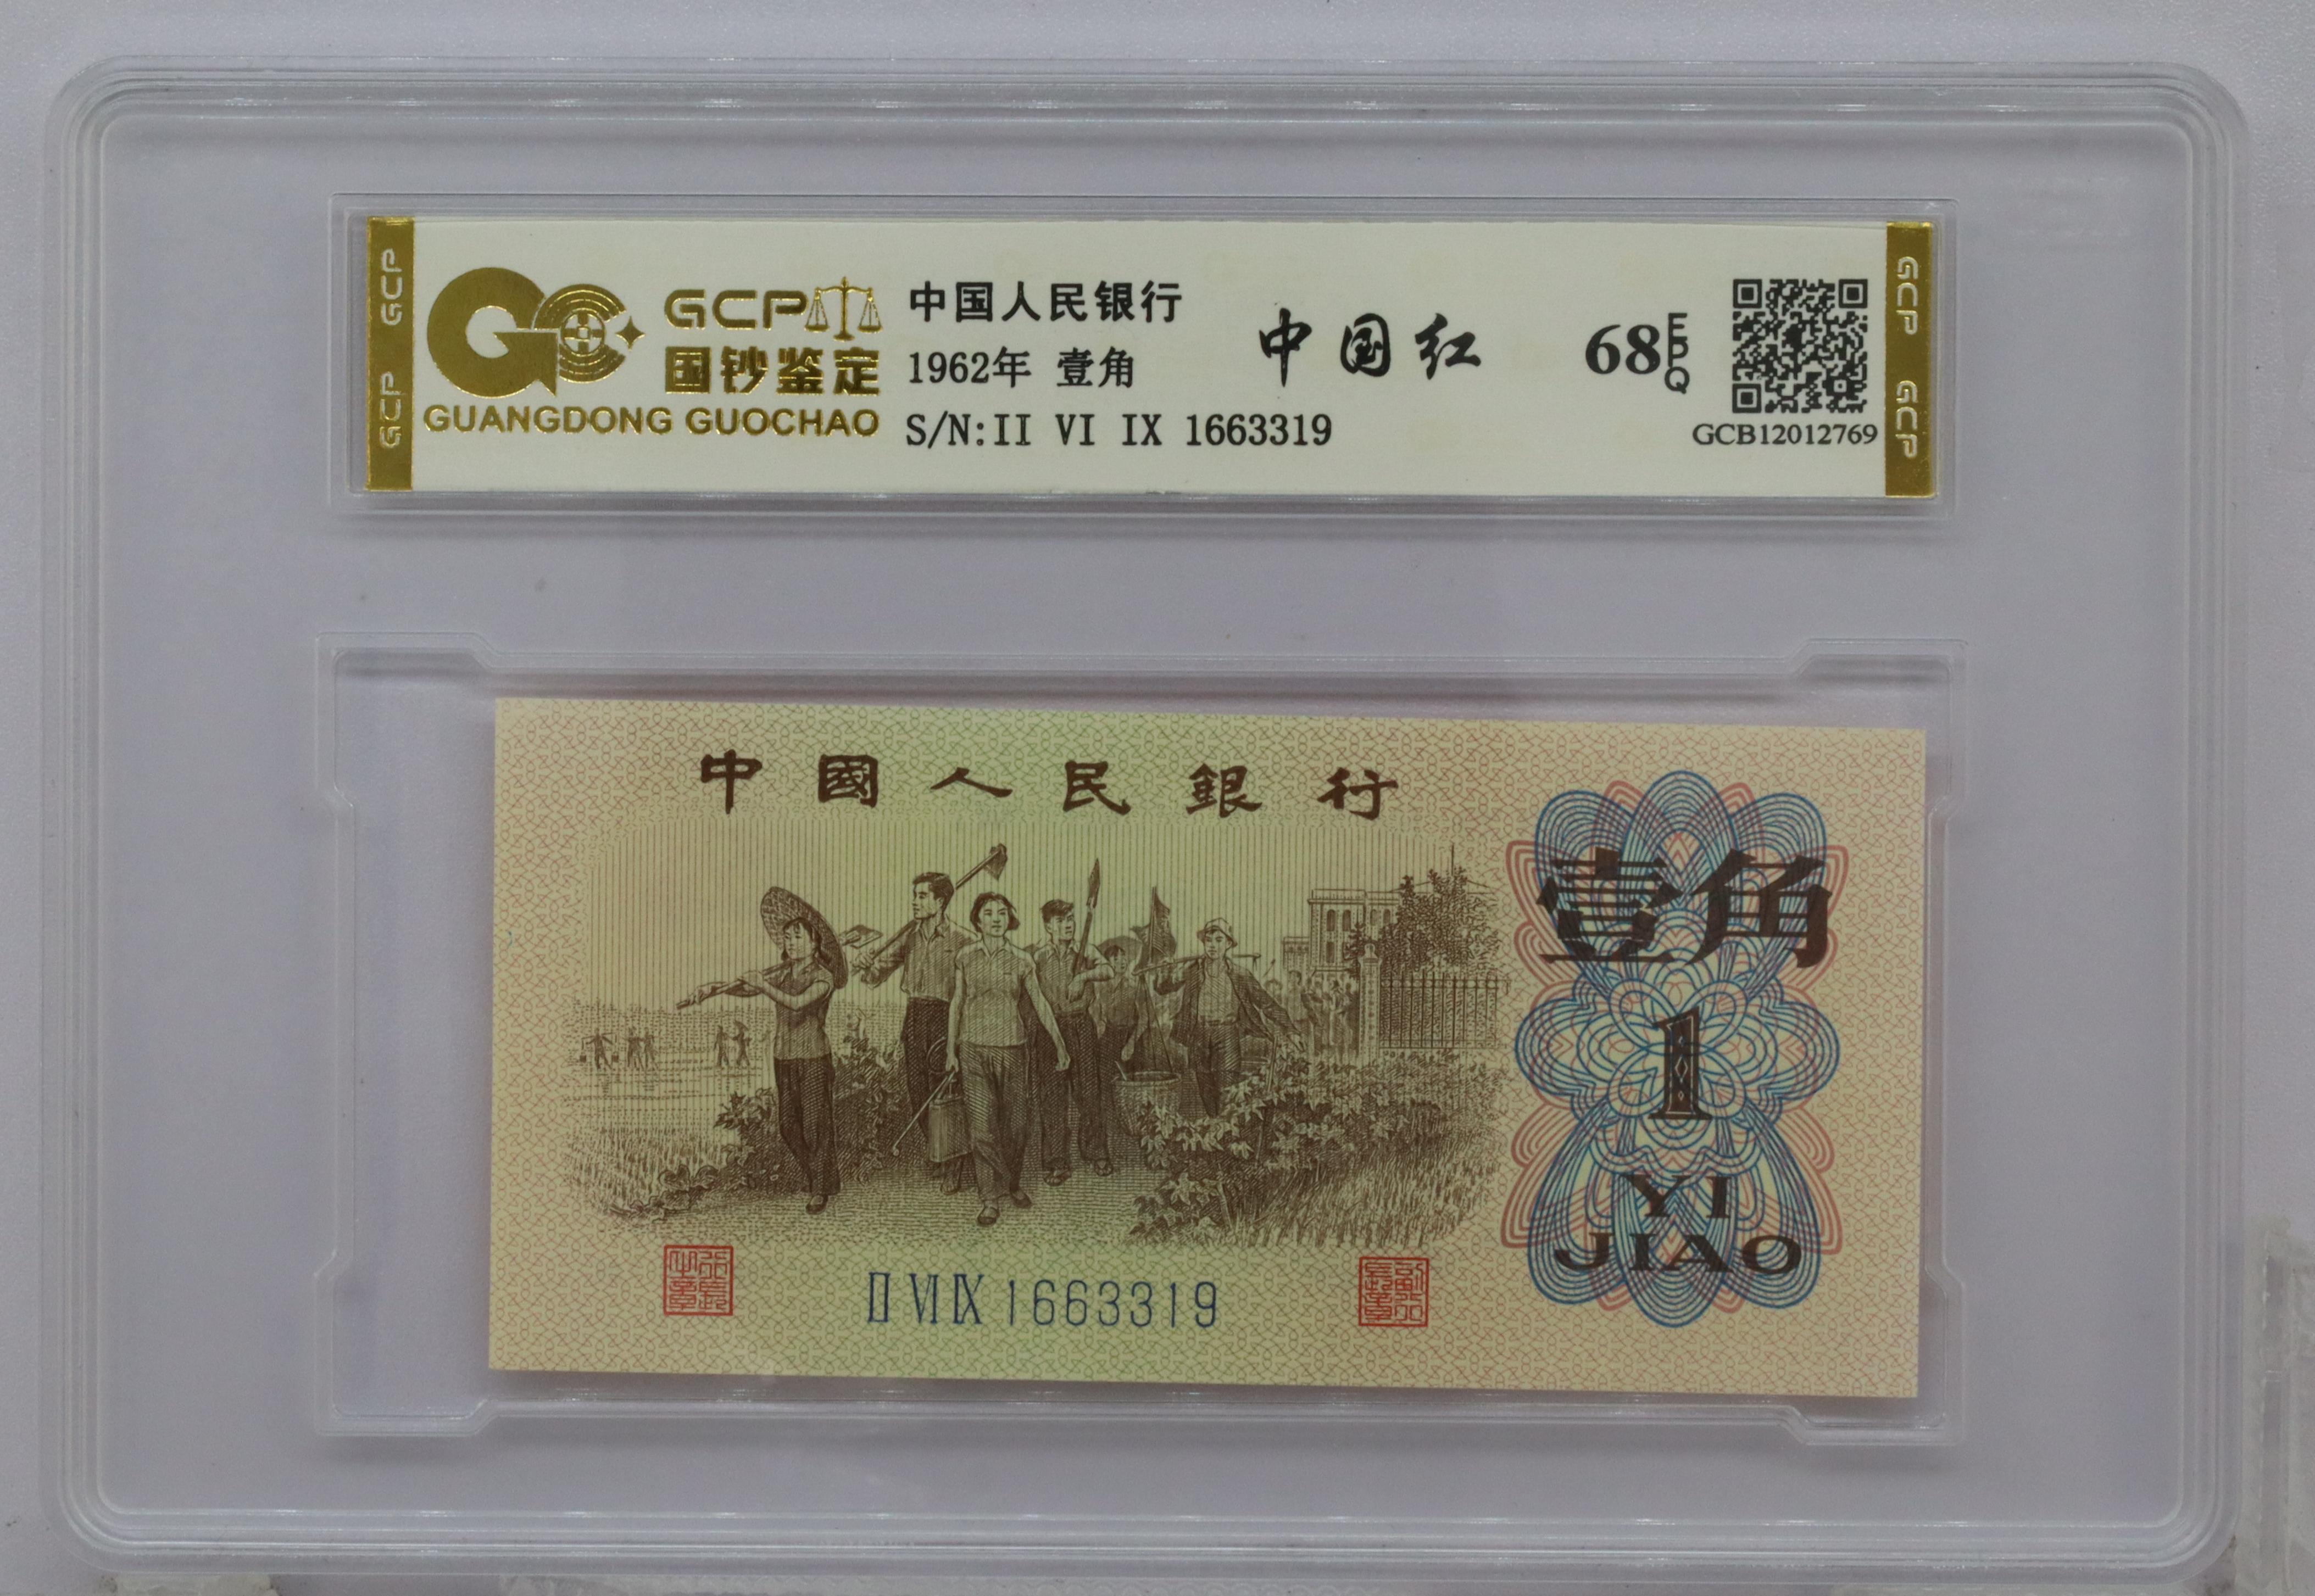 GCP GCP
GCP
国钞鉴定
GUANGDONG GUOCHAO
中国人民银行
1962年 壹角
S/N:II VI IX 1663319
中国红
68 EPQ
GCB12012769
GCP GCP
中國人民銀行
壹角
1
YI
JIAO
II VI IX 1663319